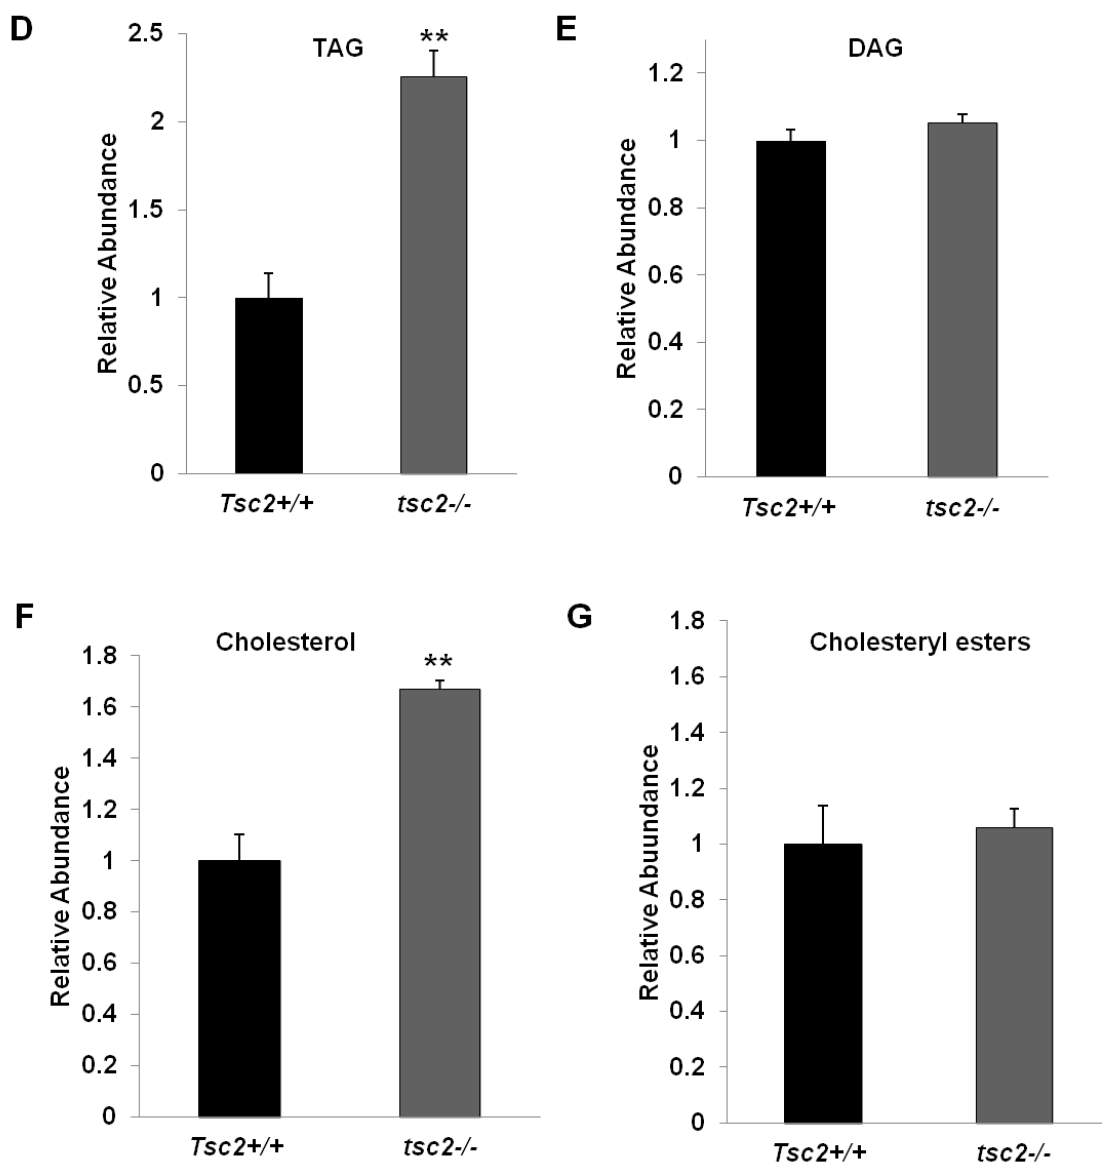 D
TAG
**
Relative Abundance
2.5
2
1.5
1
0.5
0
Tsc2+/+
tsc2-/-
E
DAG
Relative Abundance
1.2
1
0.8
0.6
0.4
0.2
0
Tsc2+/+
tsc2-/-
F
Cholesterol
**
Relative Abundance
1.8
1.6
1.4
1.2
1
0.8
0.6
0.4
0.2
0
Tsc2+/+
tsc2-/-
G
Cholesteryl esters
Relative Abuundance
1.8
1.6
1.4
1.2
1
0.8
0.6
0.4
0.2
0
Tsc2+/+
tsc2-/-